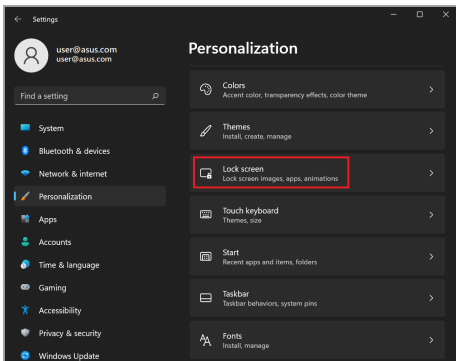 Settings
user@asus.com
user@asus.com
Find a setting
System
Bluetooth & devices
Network & internet
Personalization
Apps
Accounts
Time & language
Gaming
Accessibility
Privacy & security
Windows Update
Personalization
Colors
Accent color, transparency effects, color theme
Themes
Install, create, manage
Lock screen
Lock screen images, apps, animations
Touch keyboard
Themes, size
Start
Recent apps and items, folders
Taskbar
Taskbar behaviors, system pins
Fonts
Install, manage